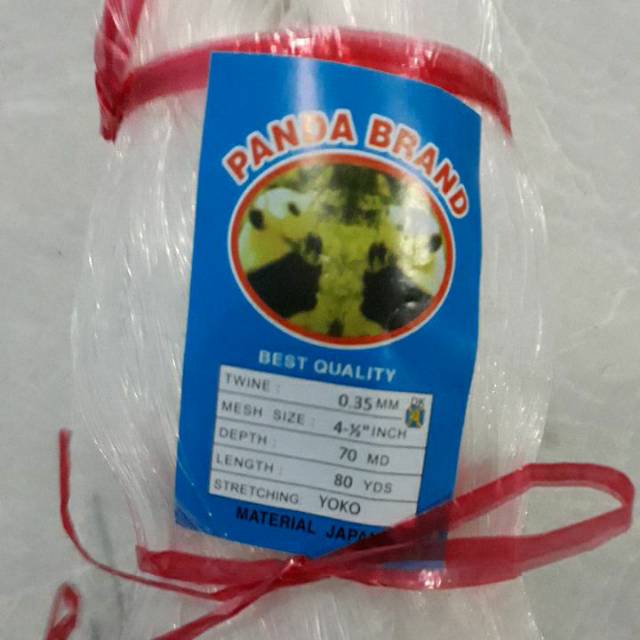 PANDA BRAND
BEST QUALITY
TWINE : 0.35 MM
DK
MESH SIZE : 4-½" INCH
DEPTH : 70 MD
LENGTH : 80 YDS
STRETCHING YOKO
MATERIAL